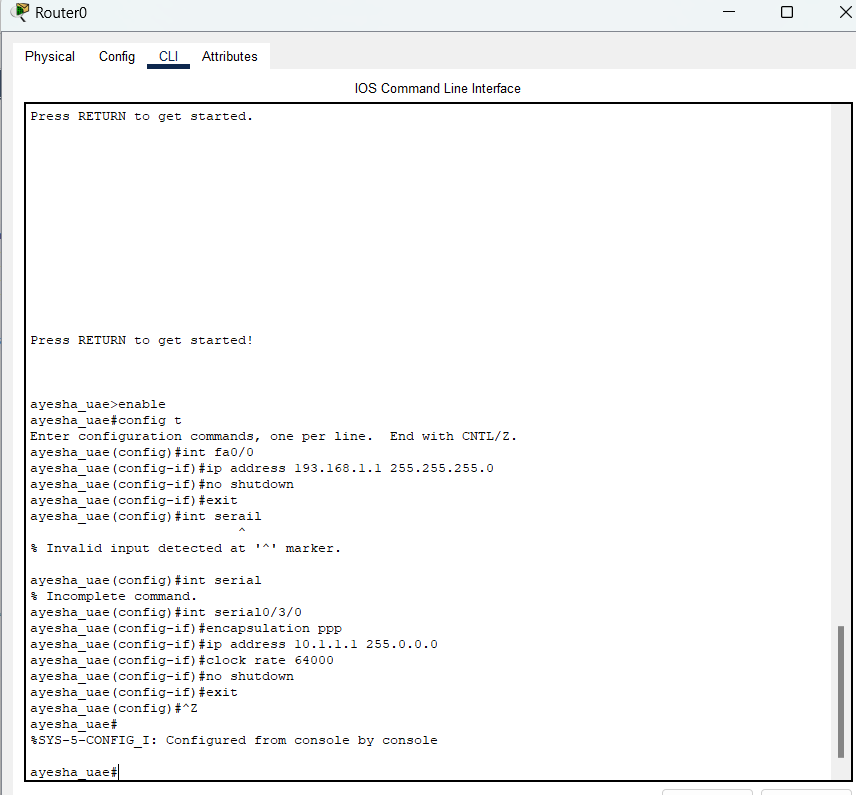 Router0
Physical Config CLI Attributes
IOS Command Line Interface
Press RETURN to get started.
Press RETURN to get started!
ayesha_uae>enable
ayesha_uae#config t
Enter configuration commands, one per line.  End with CNTL/Z.
ayesha_uae(config)#int fa0/0
ayesha_uae(config-if)#ip address 193.168.1.1 255.255.255.0
ayesha_uae(config-if)#no shutdown
ayesha_uae(config-if)#exit
ayesha_uae(config)#int serail
^
% Invalid input detected at '^' marker.
ayesha_uae(config)#int serial
% Incomplete command.
ayesha_uae(config)#int serial0/3/0
ayesha_uae(config-if)#encapsulation ppp
ayesha_uae(config-if)#ip address 10.1.1.1 255.0.0.0
ayesha_uae(config-if)#clock rate 64000
ayesha_uae(config-if)#no shutdown
ayesha_uae(config-if)#exit
ayesha_uae(config)#^Z
ayesha_uae#
%SYS-5-CONFIG_I: Configured from console by console
ayesha_uae#